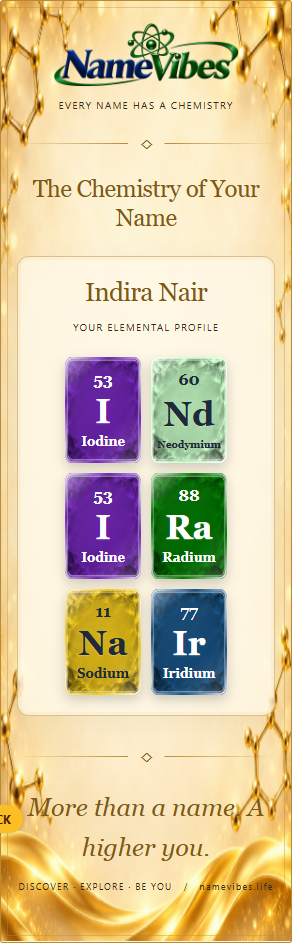 NameVibes
EVERY NAME HAS A CHEMISTRY
The Chemistry of Your
Name
Indira Nair
YOUR ELEMENTAL PROFILE
53
I
Iodine
60
Nd
Neodymium
53
I
Iodine
88
Ra
Radium
11
Na
Sodium
77
Ir
Iridium
CK
More than a name. A
higher you.
DISCOVER · EXPLORE · BE YOU / namevibes.life